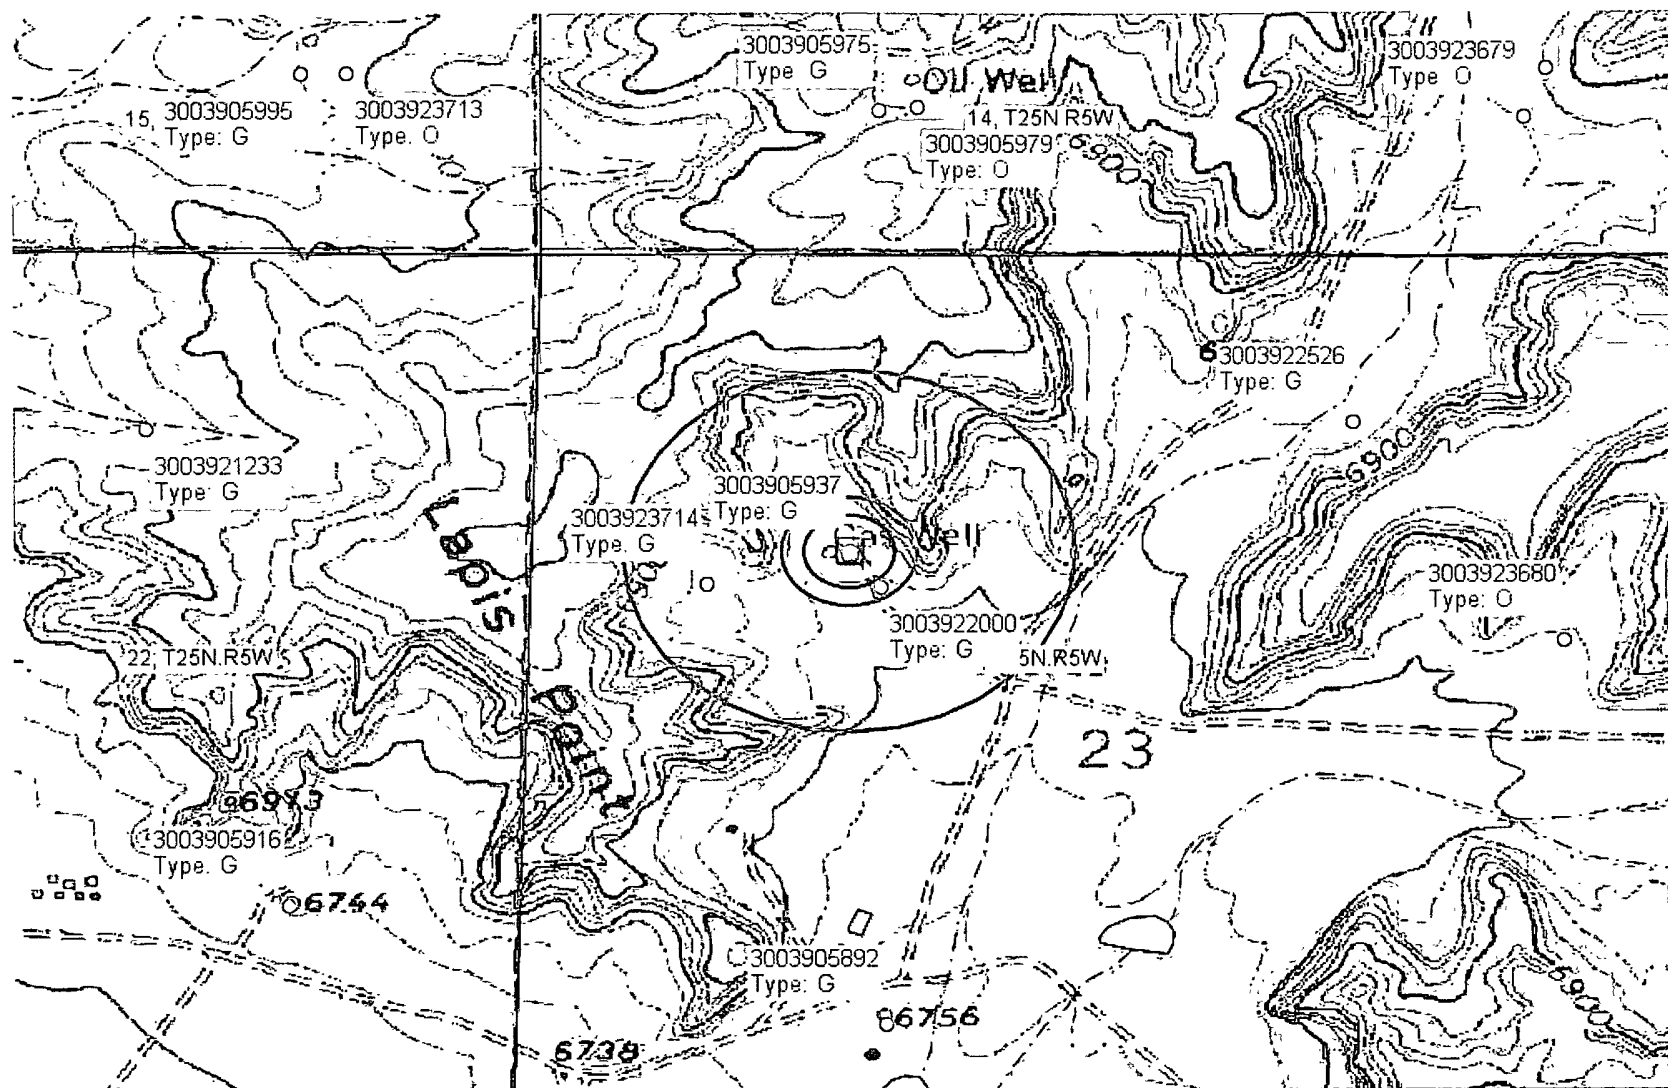 3003905975
Type G
Oil Well
3003923679
Type O
15,
3003905995
Type: G
3003923713
Type. O
14, T25N R5W
3003905979
Type: O
6900
3003922526
Type: G
6900
3003921233
Type: G
3003905937
Type: G
3003923714
Type. G
Gas Well
Lapis
3003923680
Type: O
3003922000
Type: G
22, T25N.R5W
5N.R5W
Point
23
6973
3003905916
Type. G
6744
3003905892
Type: G
6900
6756
6738